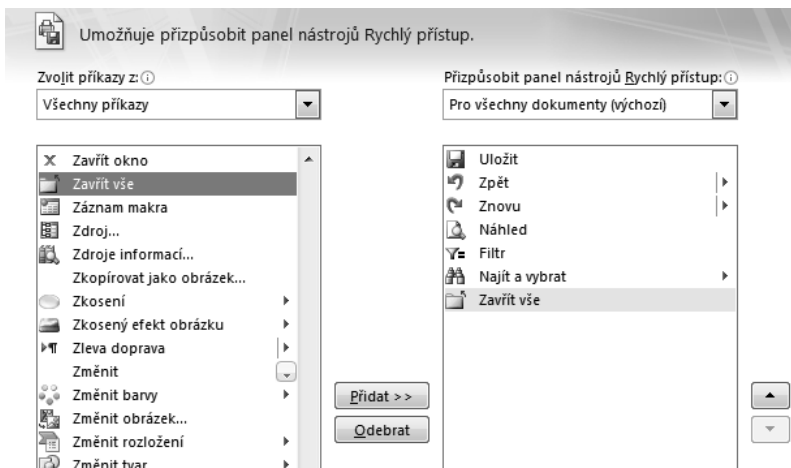 Umožňuje přizpůsobit panel nástrojů Rychlý přístup.
Zvolit příkazy z:
Všechny příkazy
Zavřít okno
Zavřít vše
Záznam makra
Zdroj...
Zdroje informací...
Zkopírovat jako obrázek...
Zkosení
Zkosený efekt obrázku
Zleva doprava
Změnit
Změnit barvy
Změnit obrázek...
Změnit rozložení
Změnit tvar
Přidat >>
Odebrat
Přizpůsobit panel nástrojů Rychlý přístup:
Pro všechny dokumenty (výchozí)
Uložit
Zpět
Znovu
Náhled
Filtr
Najít a vybrat
Zavřít vše